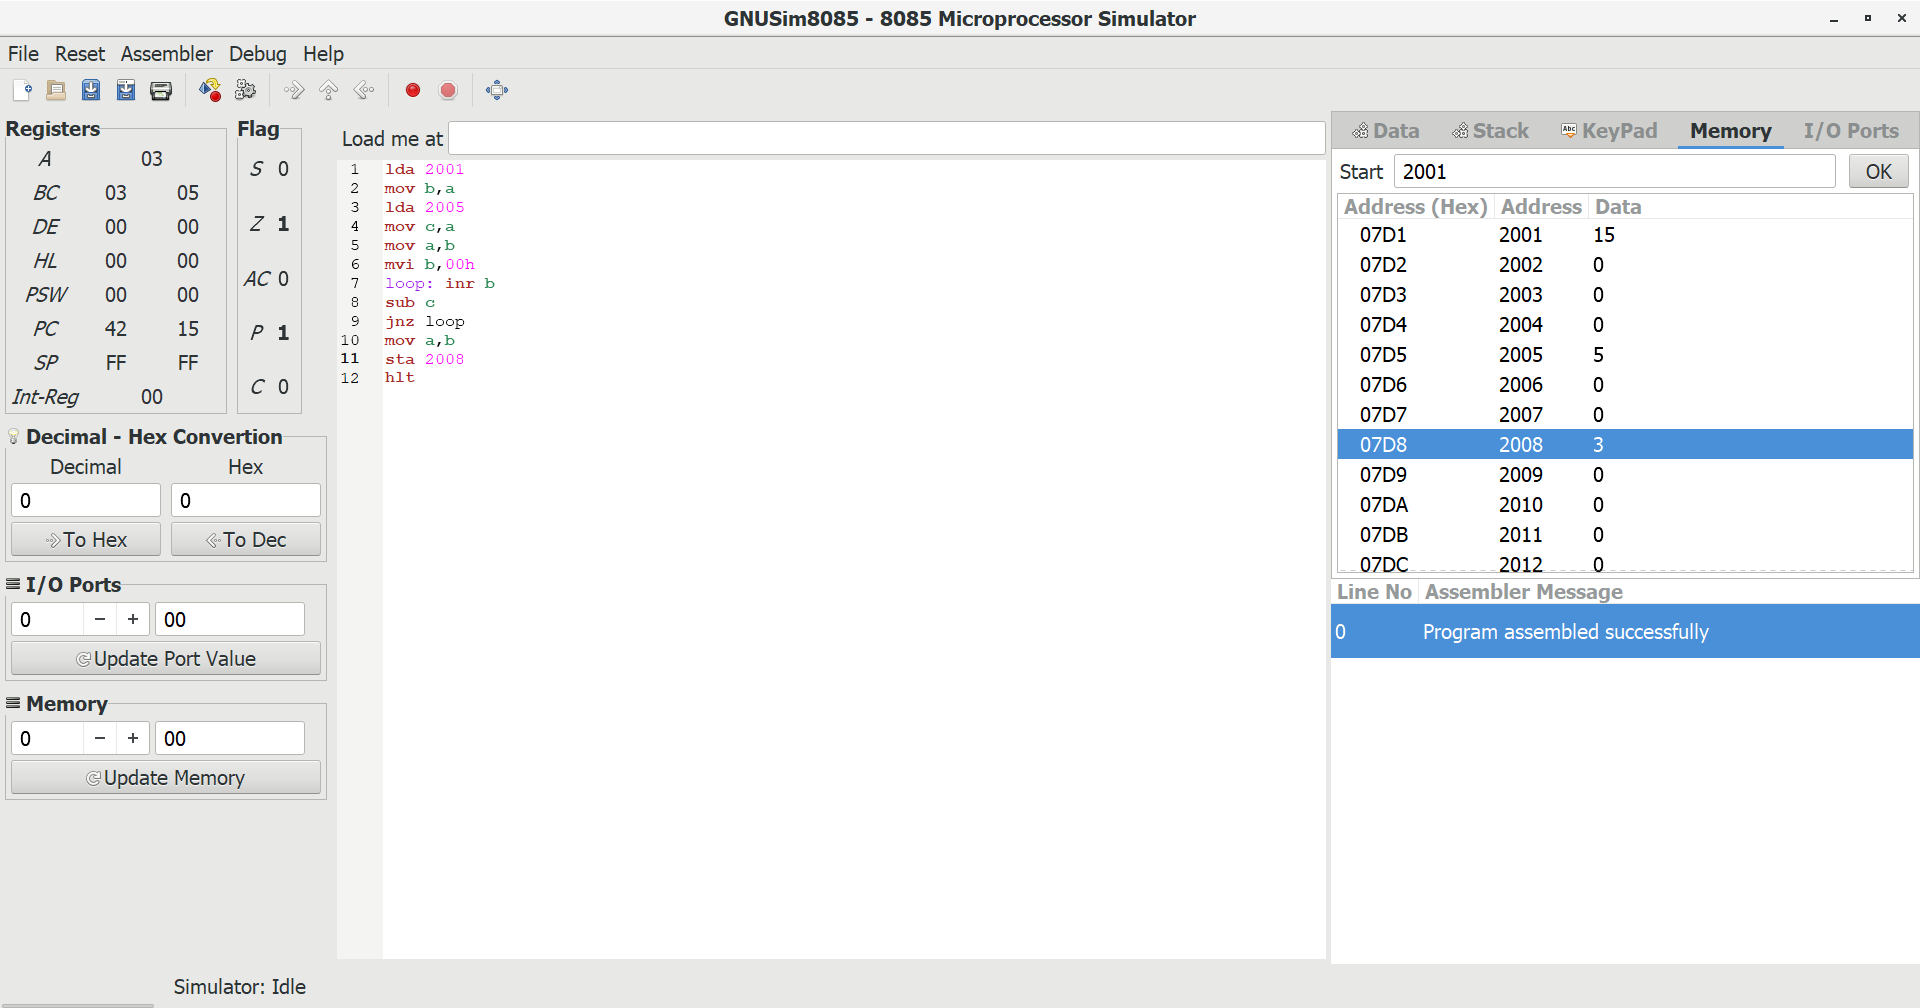 GNUSim8085 - 8085 Microprocessor Simulator
File Reset Assembler Debug Help
Registers
A 03
BC 03 05
DE 00 00
HL 00 00
PSW 00 00
PC 42 15
SP FF FF
Int-Reg 00
Flag
S 0
Z 1
AC 0
P 1
C 0
Decimal - Hex Convertion
Decimal Hex
0 0
To Hex To Dec
I/O Ports
0 − + 00
Update Port Value
Memory
0 − + 00
Update Memory
Load me at
1 lda 2001
2 mov b,a
3 lda 2005
4 mov c,a
5 mov a,b
6 mvi b,00h
7 loop: inr b
8 sub c
9 jnz loop
10 mov a,b
11 sta 2008
12 hlt
Data Stack Abc KeyPad Memory I/O Ports
Start 2001 OK
Address (Hex) Address Data
07D1 2001 15
07D2 2002 0
07D3 2003 0
07D4 2004 0
07D5 2005 5
07D6 2006 0
07D7 2007 0
07D8 2008 3
07D9 2009 0
07DA 2010 0
07DB 2011 0
07DC 2012 0
Line No Assembler Message
0 Program assembled successfully
Simulator: Idle